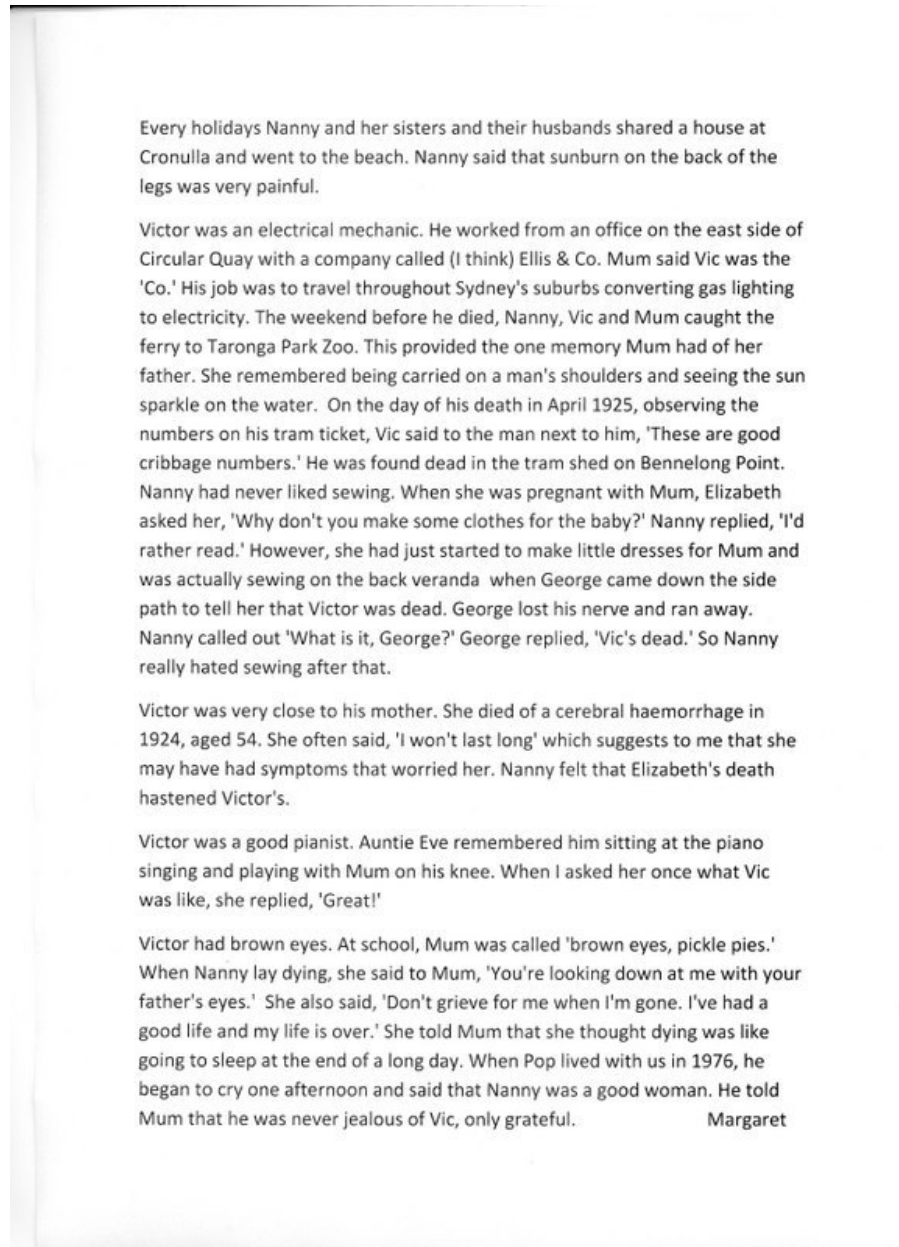 Every holidays Nanny and her sisters and their husbands shared a house at
Cronulla and went to the beach. Nanny said that sunburn on the back of the
legs was very painful.
Victor was an electrical mechanic. He worked from an office on the east side of
Circular Quay with a company called (I think) Ellis & Co. Mum said Vic was the
'Co.' His job was to travel throughout Sydney's suburbs converting gas lighting
to electricity. The weekend before he died, Nanny, Vic and Mum caught the
ferry to Taronga Park Zoo. This provided the one memory Mum had of her
father. She remembered being carried on a man's shoulders and seeing the sun
sparkle on the water.  On the day of his death in April 1925, observing the
numbers on his tram ticket, Vic said to the man next to him, 'These are good
cribbage numbers.' He was found dead in the tram shed on Bennelong Point.
Nanny had never liked sewing. When she was pregnant with Mum, Elizabeth
asked her, 'Why don't you make some clothes for the baby?' Nanny replied, 'I'd
rather read.' However, she had just started to make little dresses for Mum and
was actually sewing on the back veranda  when George came down the side
path to tell her that Victor was dead. George lost his nerve and ran away.
Nanny called out 'What is it, George?' George replied, 'Vic's dead.' So Nanny
really hated sewing after that.
Victor was very close to his mother. She died of a cerebral haemorrhage in
1924, aged 54. She often said, 'I won't last long' which suggests to me that she
may have had symptoms that worried her. Nanny felt that Elizabeth's death
hastened Victor's.
Victor was a good pianist. Auntie Eve remembered him sitting at the piano
singing and playing with Mum on his knee. When I asked her once what Vic
was like, she replied, 'Great!'
Victor had brown eyes. At school, Mum was called 'brown eyes, pickle pies.'
When Nanny lay dying, she said to Mum, 'You're looking down at me with your
father's eyes.'  She also said, 'Don't grieve for me when I'm gone. I've had a
good life and my life is over.' She told Mum that she thought dying was like
going to sleep at the end of a long day. When Pop lived with us in 1976, he
began to cry one afternoon and said that Nanny was a good woman. He told
Mum that he was never jealous of Vic, only grateful. Margaret